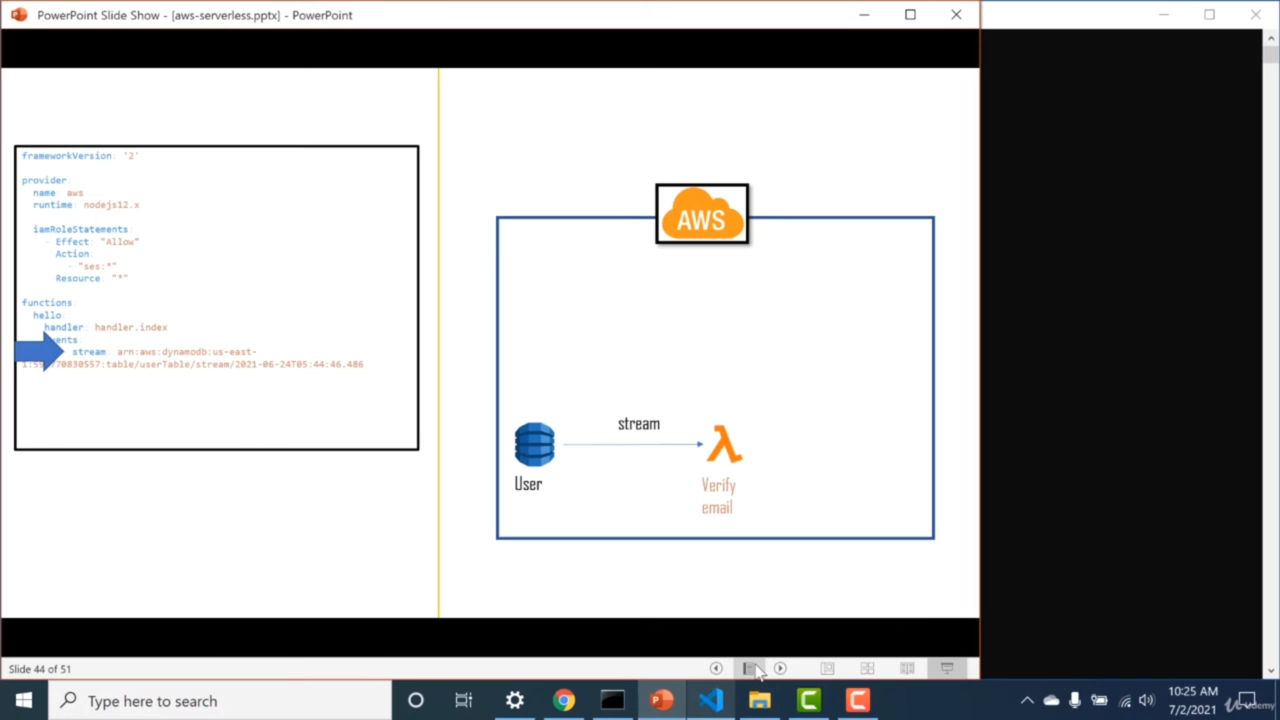 PowerPoint Slide Show - [aws-serverless.pptx] - PowerPoint
frameworkVersion: '2'
provider:
name: aws
runtime: nodejs12.x
iamRoleStatements:
- Effect: "Allow"
Action:
- "ses:*"
Resource: "*"
functions:
hello:
handler: handler.index
stream: arn:aws:dynamodb:us-east-
770830557:table/userTable/stream/2021-06-24T05:44:46.486
AWS
stream
User
Verify
email
Slide 44 of 51
Type here to search
10:25 AM
7/2/2021
Udemy